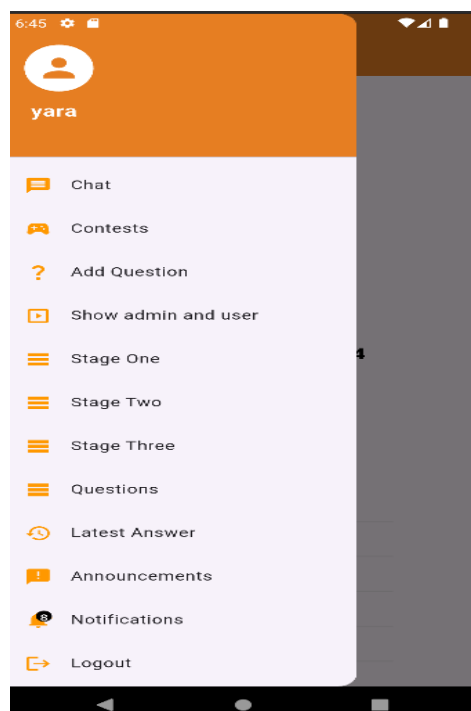 6:45
yara
Chat
Contests
? Add Question
Show admin and user
Stage One
4
Stage Two
Stage Three
Questions
Latest Answer
Announcements
8
Notifications
Logout